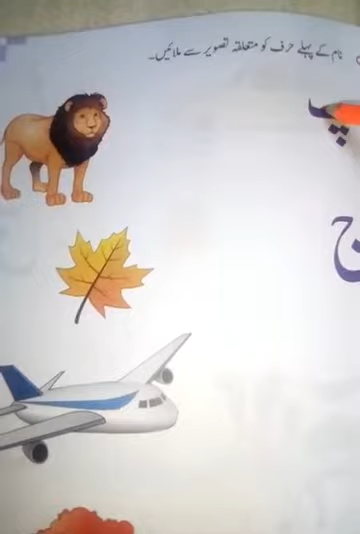 نام کے پہلے حرف کو متعلقہ تصویر سے ملائیں۔
پ
ج